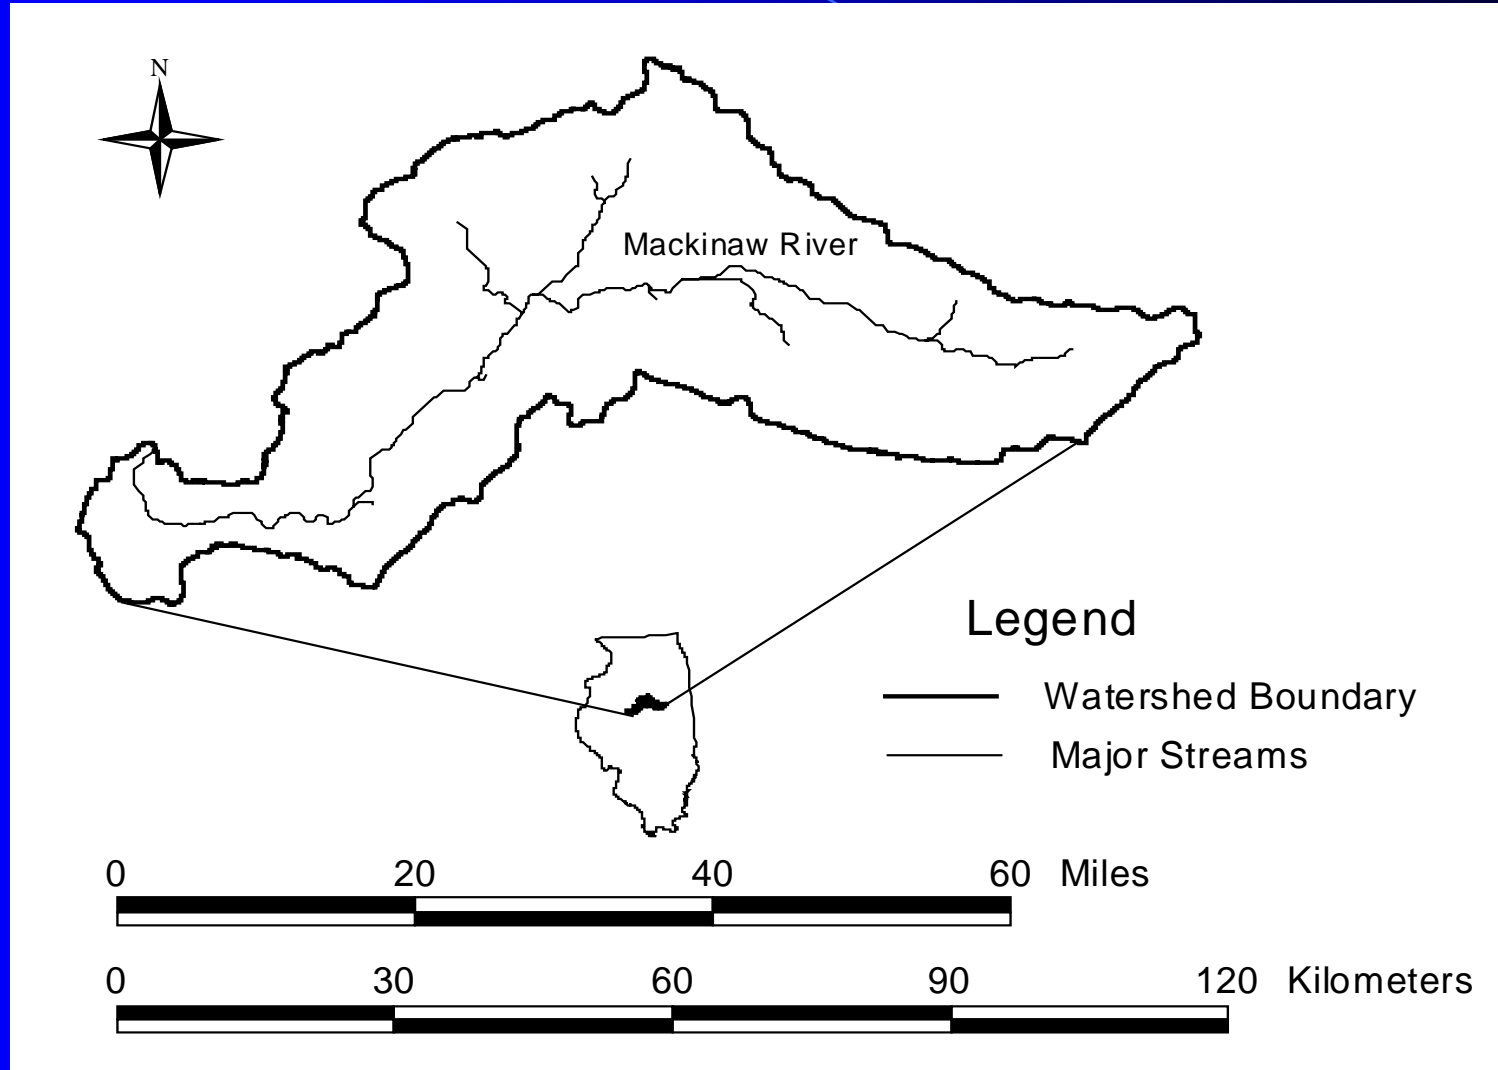 N
Mackinaw River
Legend
Watershed Boundary
Major Streams
0 20 40 60 Miles
0 30 60 90 120 Kilometers